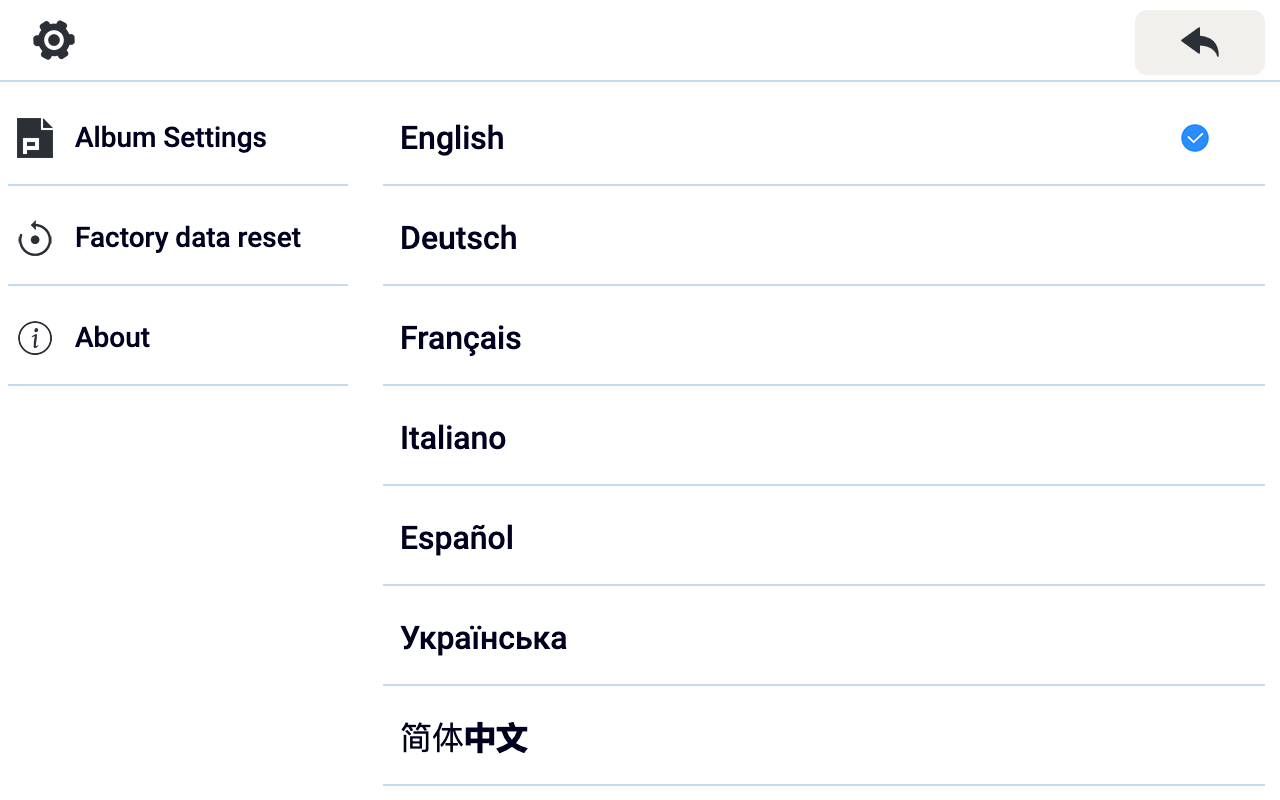 Album Settings
Factory data reset
About
English
Deutsch
Français
Italiano
Español
Українська
简体中文